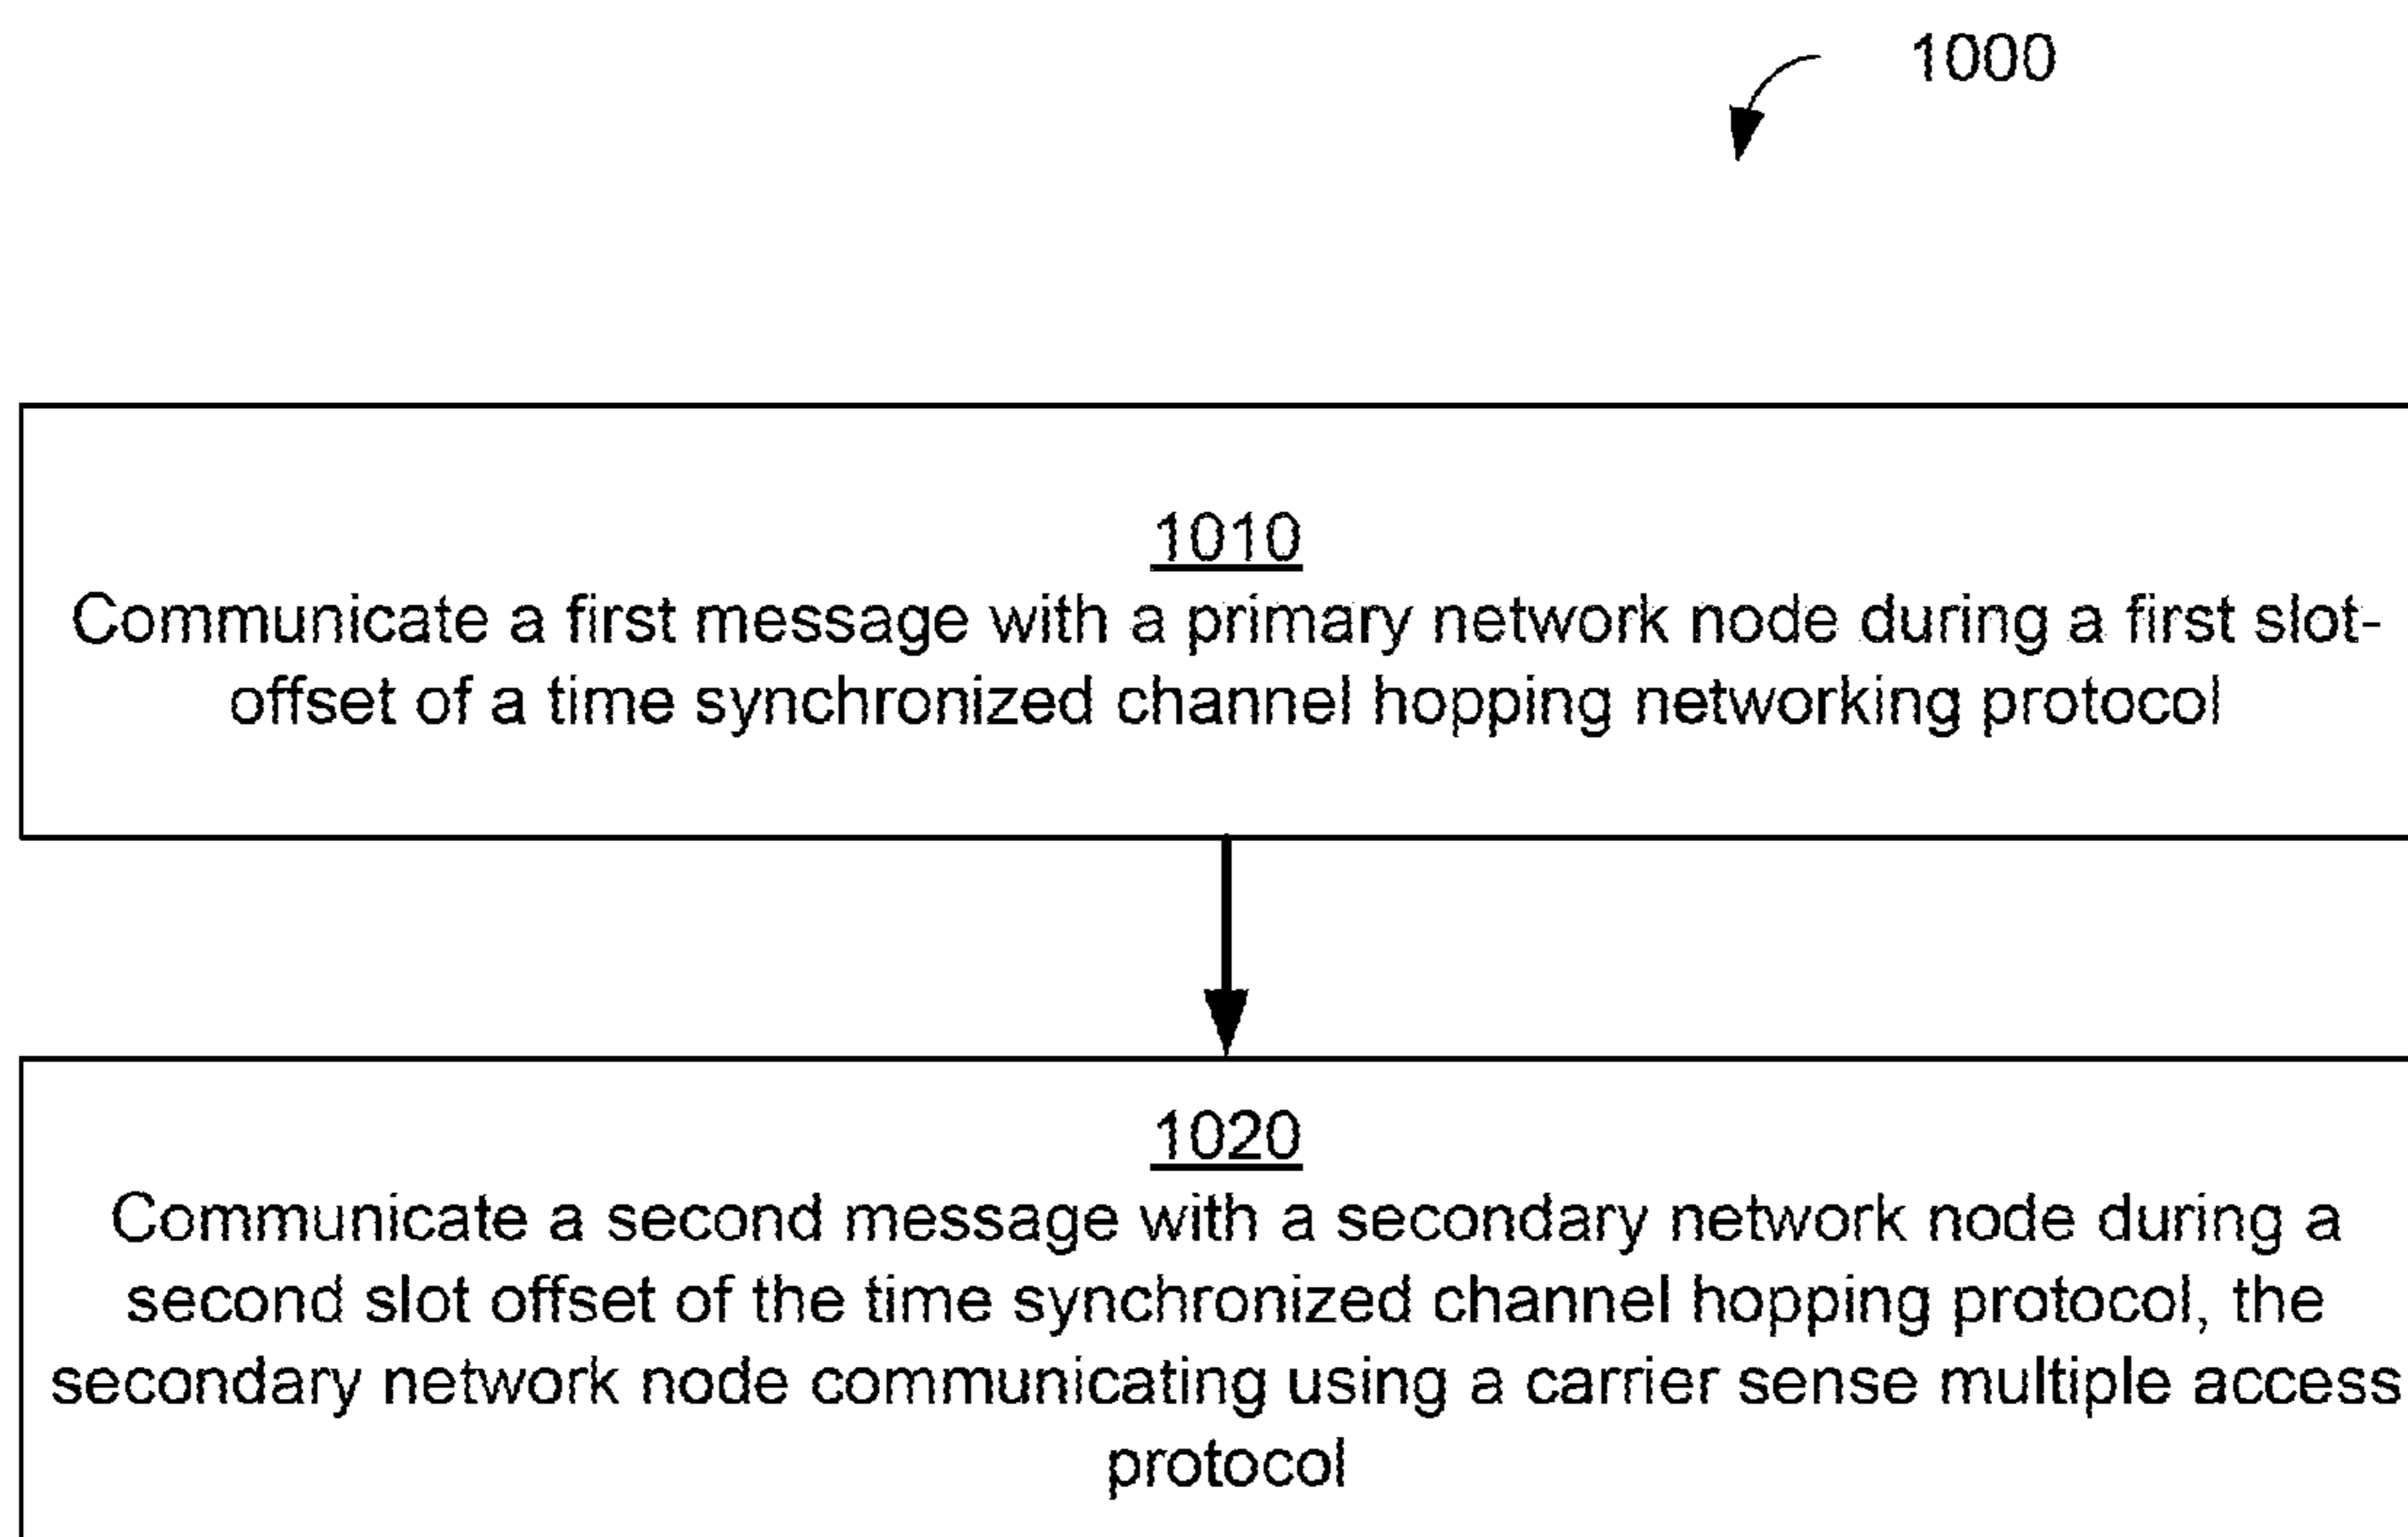 1000
1010
Communicate a first message with a primary network node during a first slot-
offset of a time synchronized channel hopping networking protocol
1020
Communicate a second message with a secondary network node during a
second slot offset of the time synchronized channel hopping protocol, the
secondary network node communicating using a carrier sense multiple access
protocol